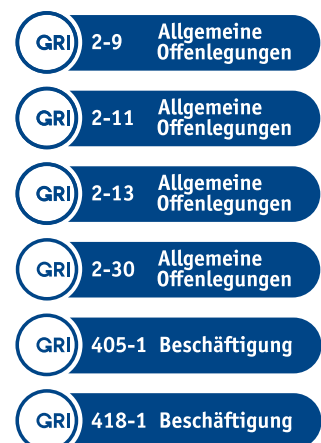 GRI 2-9 Allgemeine
Offenlegungen
GRI 2-11 Allgemeine
Offenlegungen
GRI 2-13 Allgemeine
Offenlegungen
GRI 2-30 Allgemeine
Offenlegungen
GRI 405-1 Beschäftigung
GRI 418-1 Beschäftigung